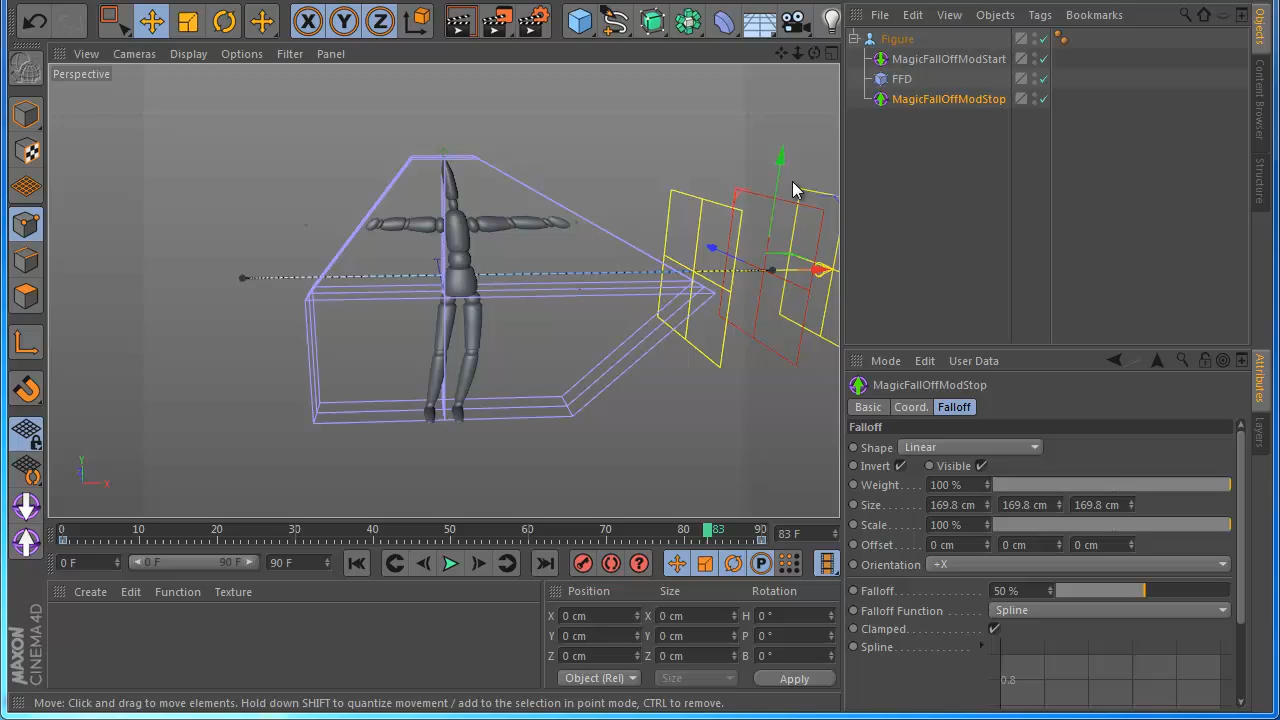 File Edit View Objects Tags Bookmarks
View Cameras Display Options Filter Panel
Perspective
Figure
MagicFallOffModStart
FFD
MagicFallOffModStop
Objects
Content Browser
Structure
Y
Z
X
Mode Edit User Data
MagicFallOffModStop
Basic Coord. Falloff
Falloff
Shape Linear
Invert Visible
Weight. . . . 100 %
Size. . . . . . 169.8 cm 169.8 cm 169.8 cm
Scale. . . . . 100 %
Offset. . . . 0 cm 0 cm 0 cm
Orientation +X
Falloff. . . . . . . . . . . 50 %
Falloff Function Spline
Clamped. . . . . . . .
Spline. . . . . . . . . . .
0.8
Attributes
Layers
0 10 20 30 40 50 60 70 80 83 90 83 F
0 F 0 F 90 F 90 F
Create Edit Function Texture
Position Size Rotation
X 0 cm X 0 cm H 0 °
Y 0 cm Y 0 cm P 0 °
Z 0 cm Z 0 cm B 0 °
Object (Rel) Size Apply
MAXON
CINEMA 4D
Move: Click and drag to move elements. Hold down SHIFT to quantize movement / add to the selection in point mode, CTRL to remove.